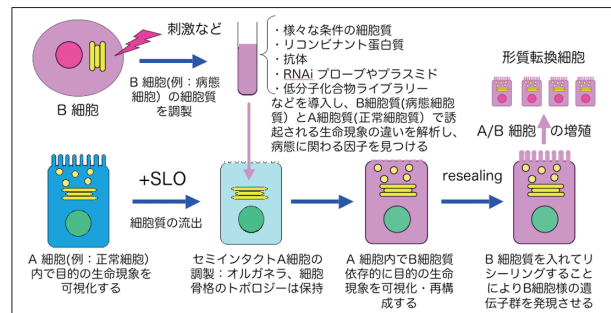 刺激など
B 細胞
B 細胞(例：病態
細胞）の細胞質
を調製
・様々な条件の細胞質
・リコンビナント蛋白質
・抗体
・RNAi プローブやプラスミド
・低分子化合物ライブラリー
などを導入し、B細胞質(病態細胞
質）とA細胞質(正常細胞質）で誘
起される生命現象の違いを解析し、
病態に関わる因子を見つける
形質転換細胞
A/B 細胞 の増殖
+SLO
細胞質の流出
resealing
A 細胞(例：正常細胞)
内で目的の生命現象を
可視化する
セミインタクトA細胞の
調製：オルガネラ、細胞
骨格のトポロジーは保持
A 細胞内でB細胞質
依存的に目的の生命
現象を可視化・再構
成する
B 細胞質を入れてリ
シーリングすること
によりB細胞様の遺
伝子群を発現させる